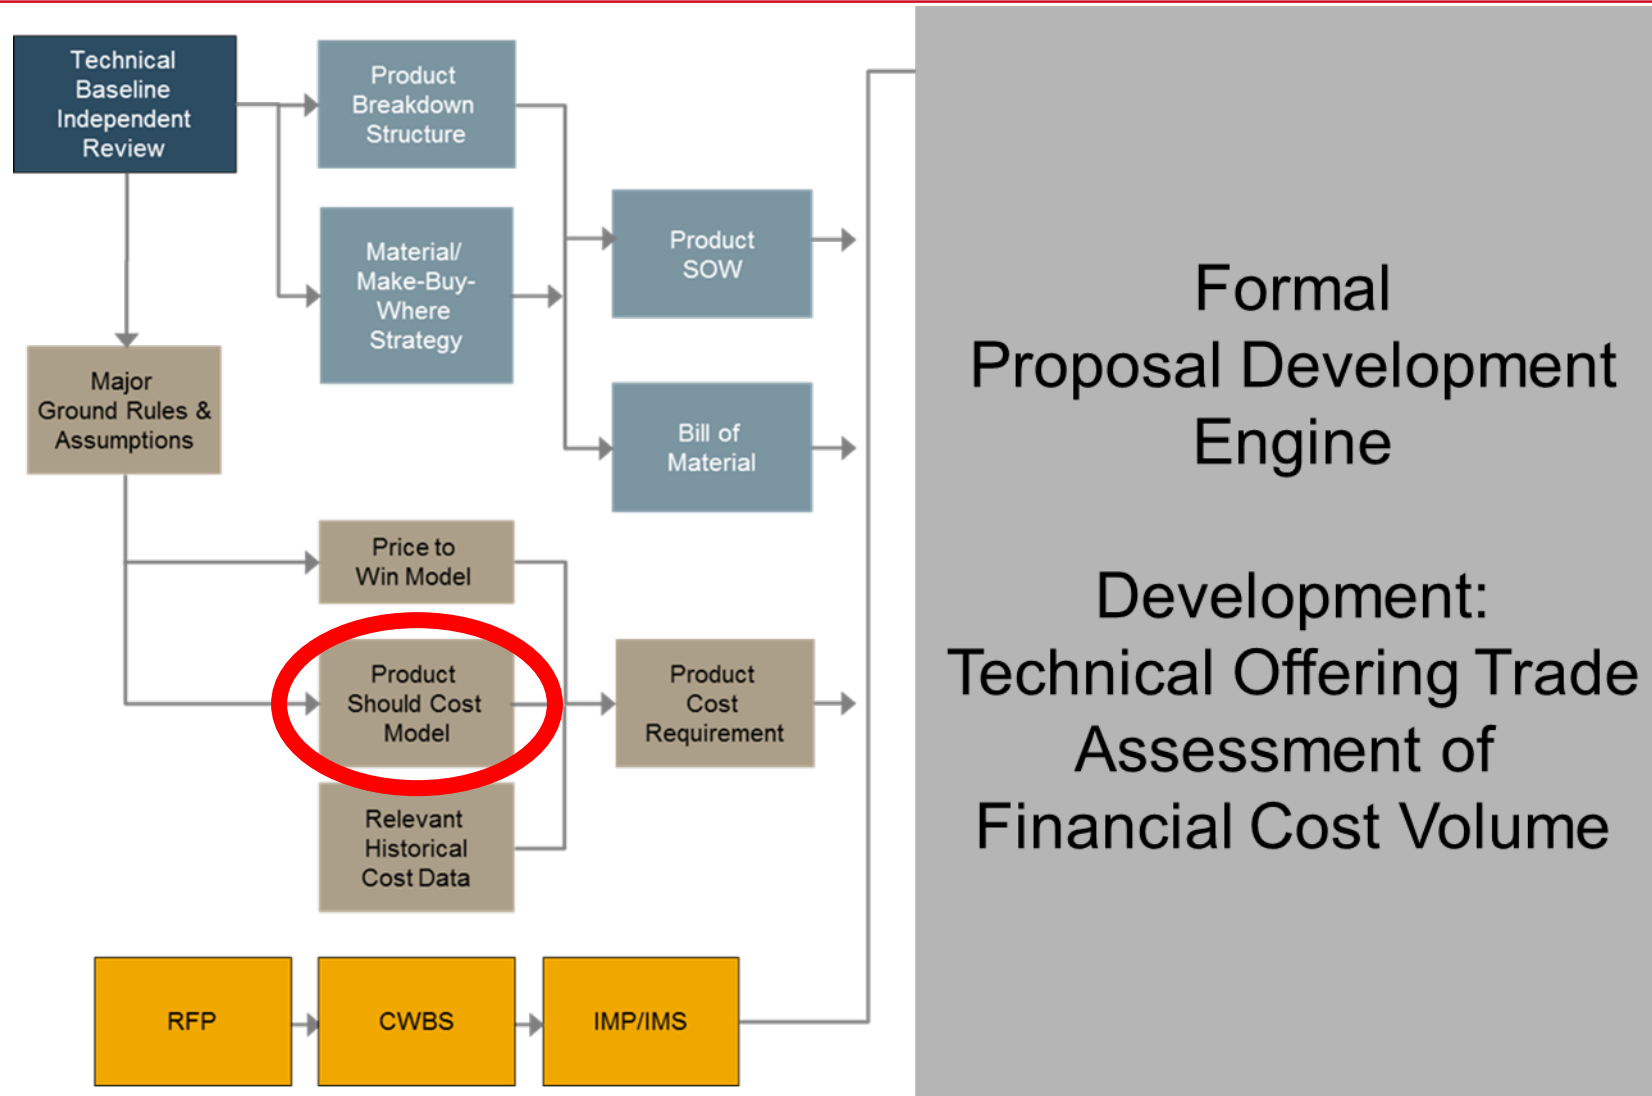 Technical
Baseline
Independent
Review
Product
Breakdown
Structure
Material/
Make-Buy-
Where
Strategy
Product
SOW
Bill of
Material
Major
Ground Rules &
Assumptions
Price to
Win Model
Product
Should Cost
Model
Relevant
Historical
Cost Data
Product
Cost
Requirement
RFP
CWBS
IMP/IMS
Formal
Proposal Development
Engine
Development:
Technical Offering Trade
Assessment of
Financial Cost Volume